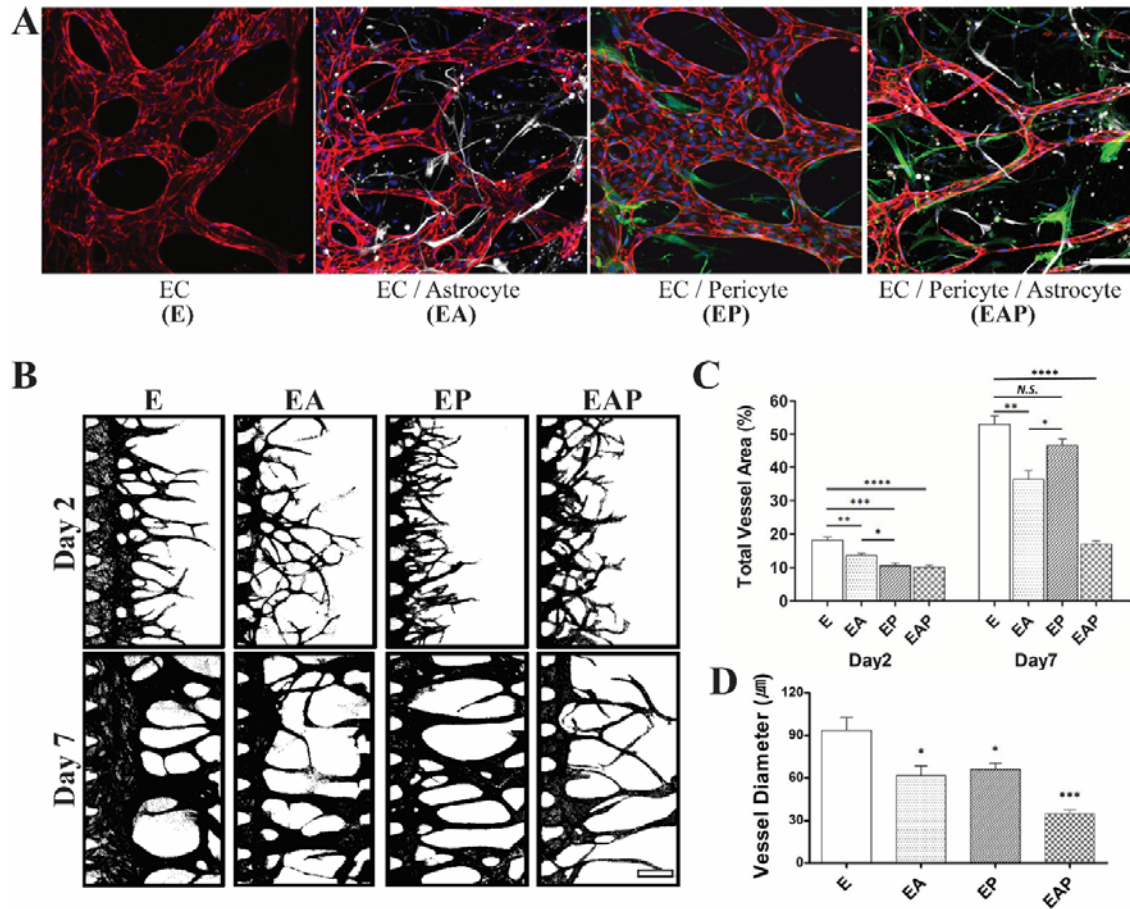 A
EC
(E)
EC / Astrocyte
(EA)
EC / Pericyte
(EP)
EC / Pericyte / Astrocyte
(EAP)
B
E EA EP EAP
Day 2
Day 7
C
Total Vessel Area (%)
60
50
40
30
20
10
0
****
***
**
*
****
N.S.
**
*
E EA EP EAP E EA EP EAP
Day2 Day7
D
Vessel Diameter (㎛)
120
90
60
30
0
* * ***
E EA EP EAP